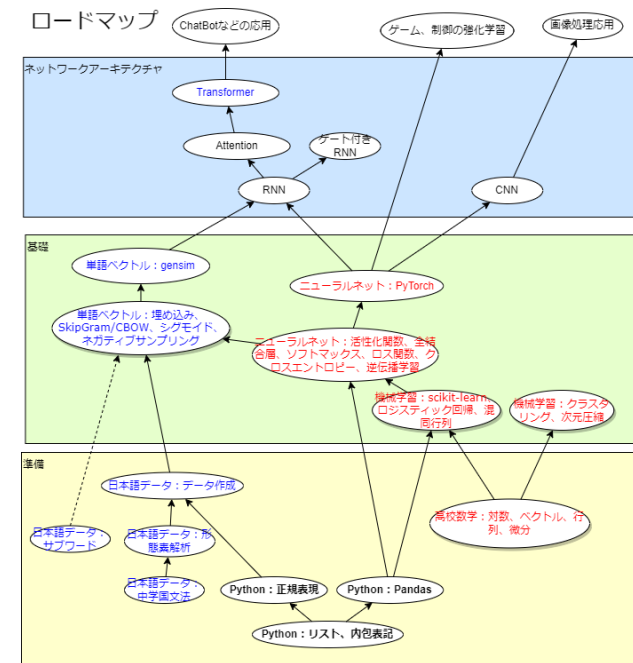 ロードマップ
ChatBotなどの応用
ゲーム、制御の強化学習
画像処理応用
ネットワークアーキテクチャ
Transformer
Attention
ゲート付き
RNN
RNN
CNN
基礎
単語ベクトル：gensim
ニューラルネット：PyTorch
単語ベクトル：埋め込み、
SkipGram/CBOW、シグモイド、
ネガティブサンプリング
ニューラルネット：活性化関数、全結
合層、ソフトマックス、ロス関数、ク
ロスエントロピー、逆伝播学習
機械学習：scikit-learn、
ロジスティック回帰、混
同行列
機械学習：クラスタ
リング、次元圧縮
準備
日本語データ：データ作成
高校数学：対数、ベクトル、行
列、微分
日本語データ：
サブワード
日本語データ：形
態素解析
日本語データ：
中学国文法
Python：正規表現
Python：Pandas
Python：リスト、内包表記